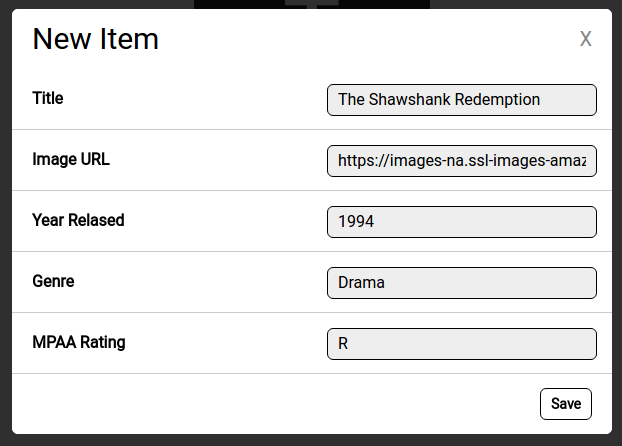 New Item
X
Title
The Shawshank Redemption
Image URL
https://images-na.ssl-images-amaz
Year Relased
1994
Genre
Drama
MPAA Rating
R
Save